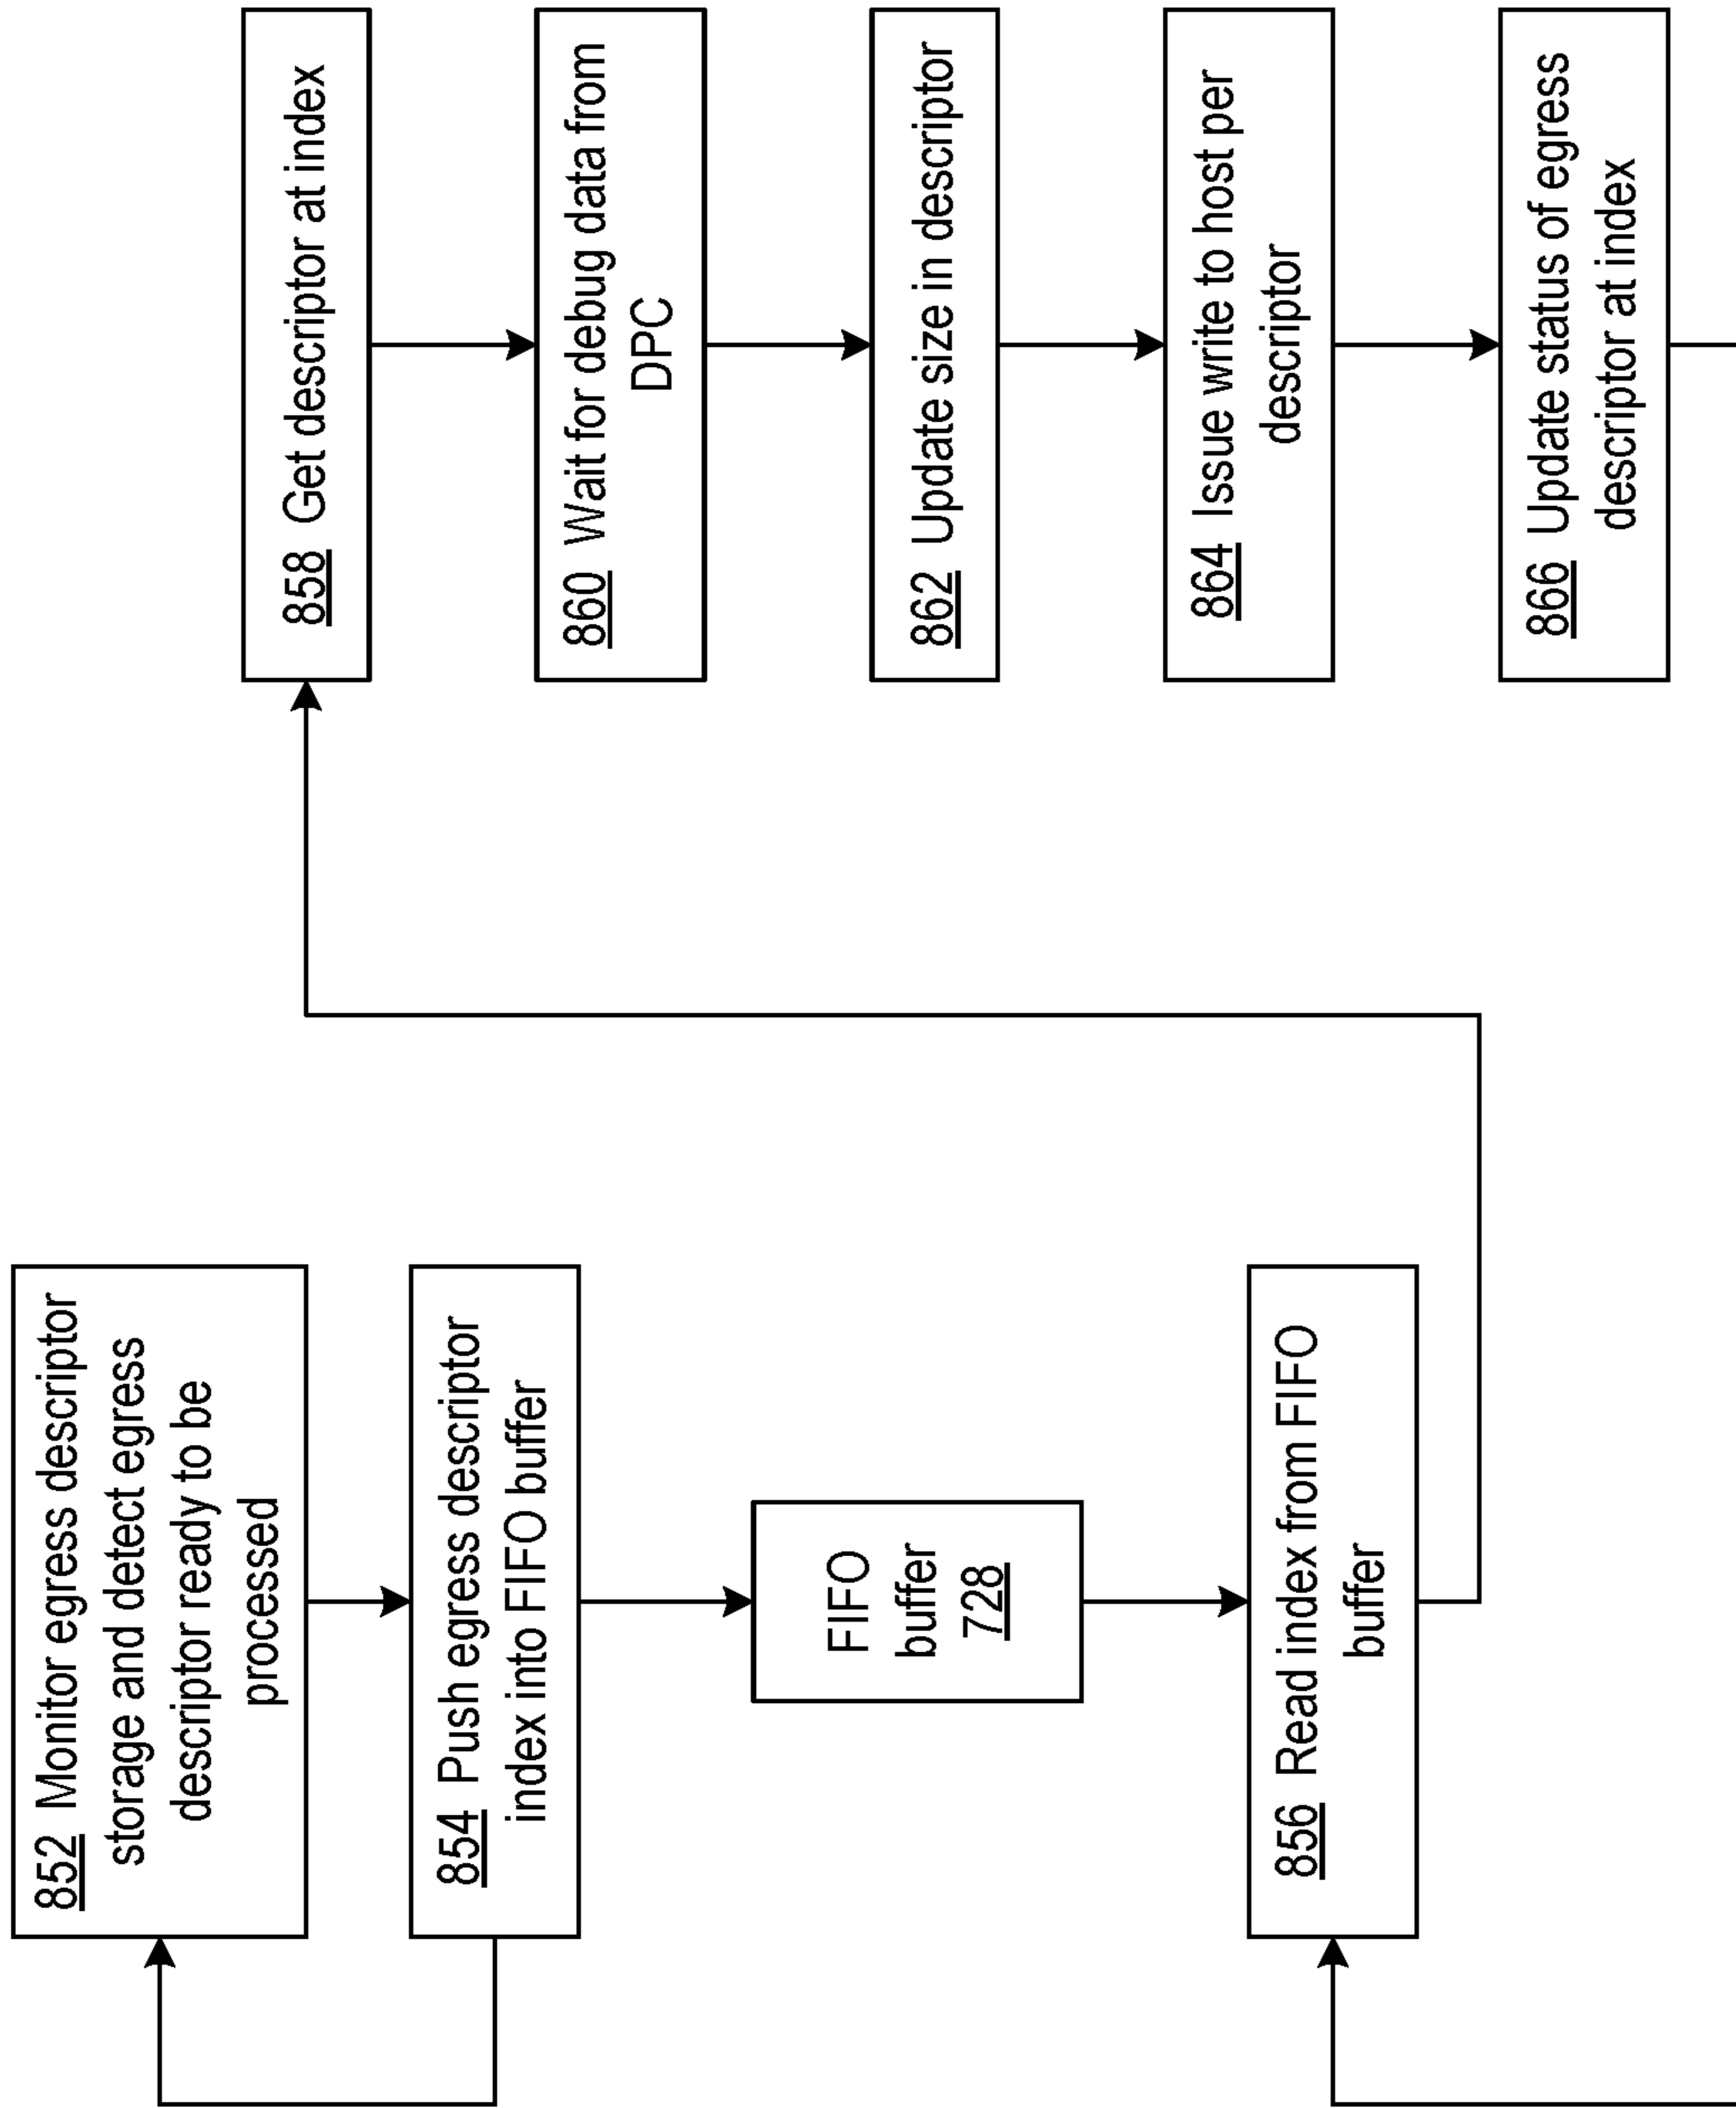 852 Monitor egress descriptor
storage and detect egress
descriptor ready to be
processed
854 Push egress descriptor
index into FIFO buffer
FIFO
buffer
728
856 Read index from FIFO
buffer
858 Get descriptor at index
860 Wait for debug data from
DPC
862 Update size in descriptor
864 Issue write to host per
descriptor
866 Update status of egress
descriptor at index